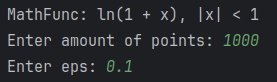 MathFunc: ln(1 + x), |x| < 1
Enter amount of points: 1000
Enter eps: 0.1